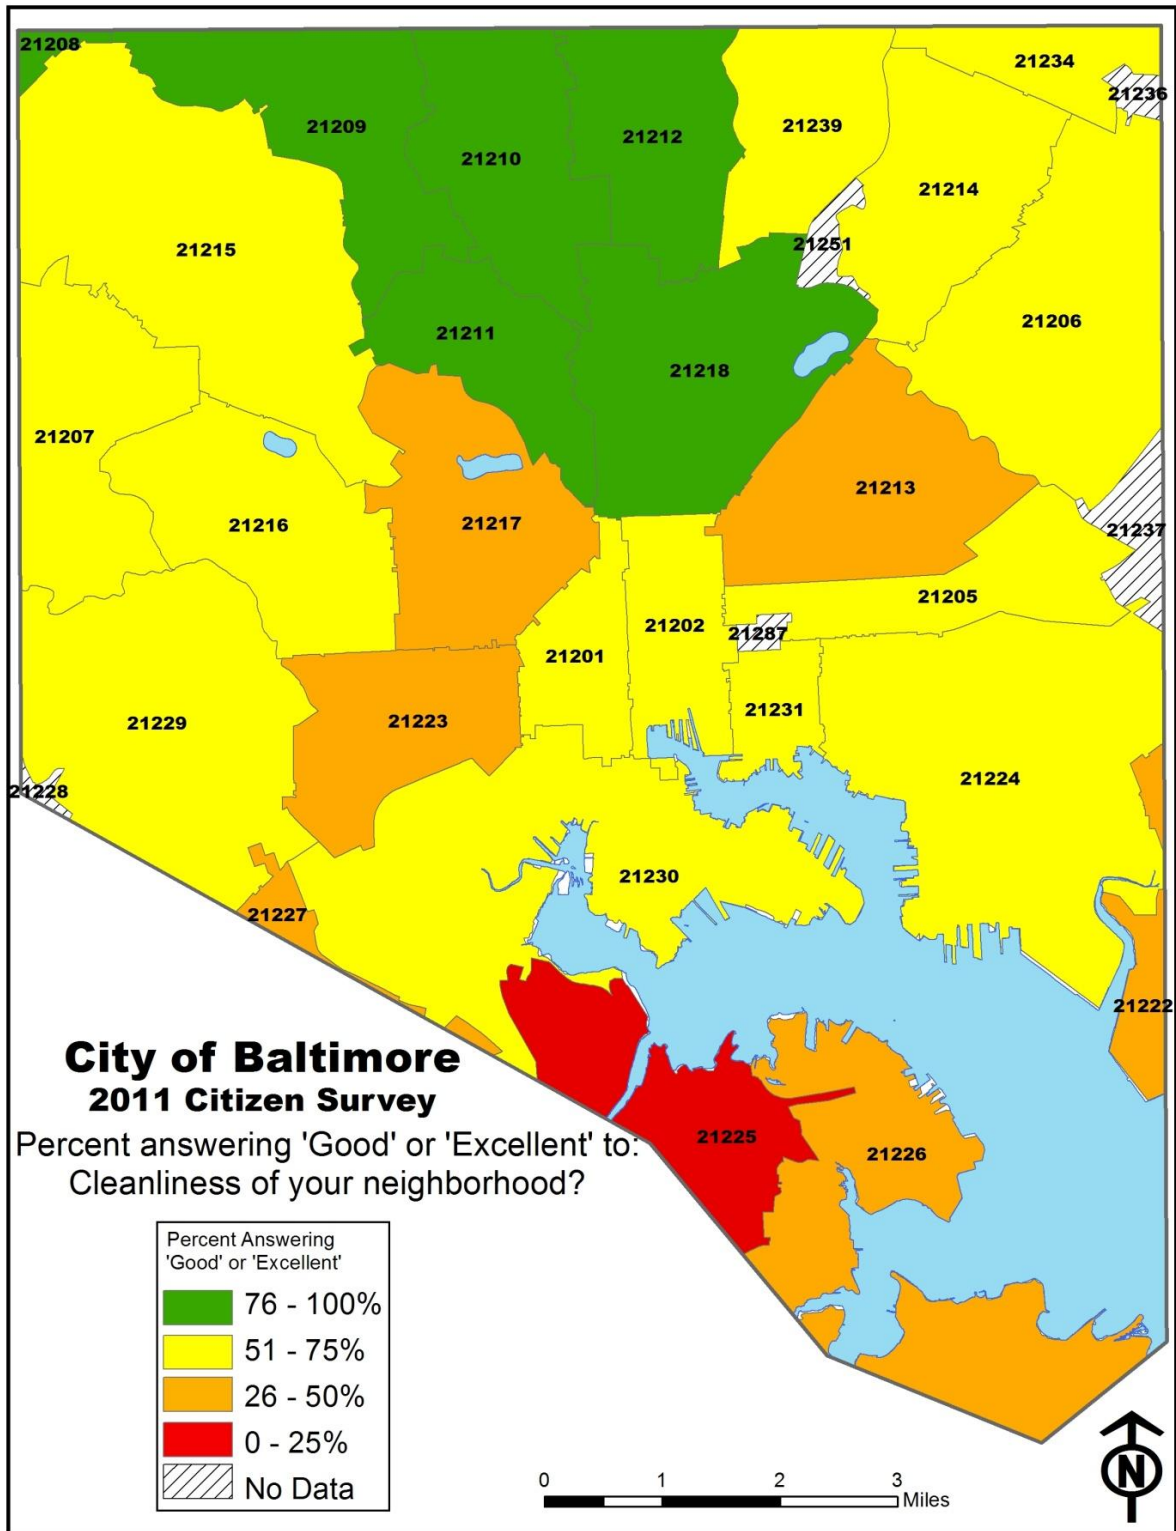 21208
21234
21236
21209
21212
21239
21210
21214
21215
21251
21206
21211
21218
21207
21213
21216
21217
21237
21205
21202
21287
21201
21231
21229
21223
21224
21228
21230
21227
21222
City of Baltimore
2011 Citizen Survey
Percent answering 'Good' or 'Excellent' to:
Cleanliness of your neighborhood?
21225
21226
Percent Answering
'Good' or 'Excellent'
76 - 100%
51 - 75%
26 - 50%
0 - 25%
No Data
0 1 2 3
Miles
N